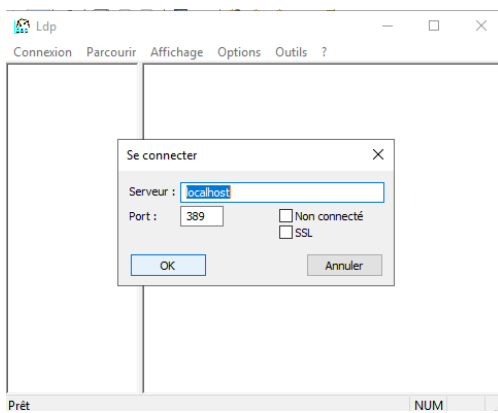 Ldp
Connexion Parcourir Affichage Options Outils ?
Se connecter
Serveur : localhost
Port : 389 Non connecté
SSL
OK Annuler
Prêt NUM